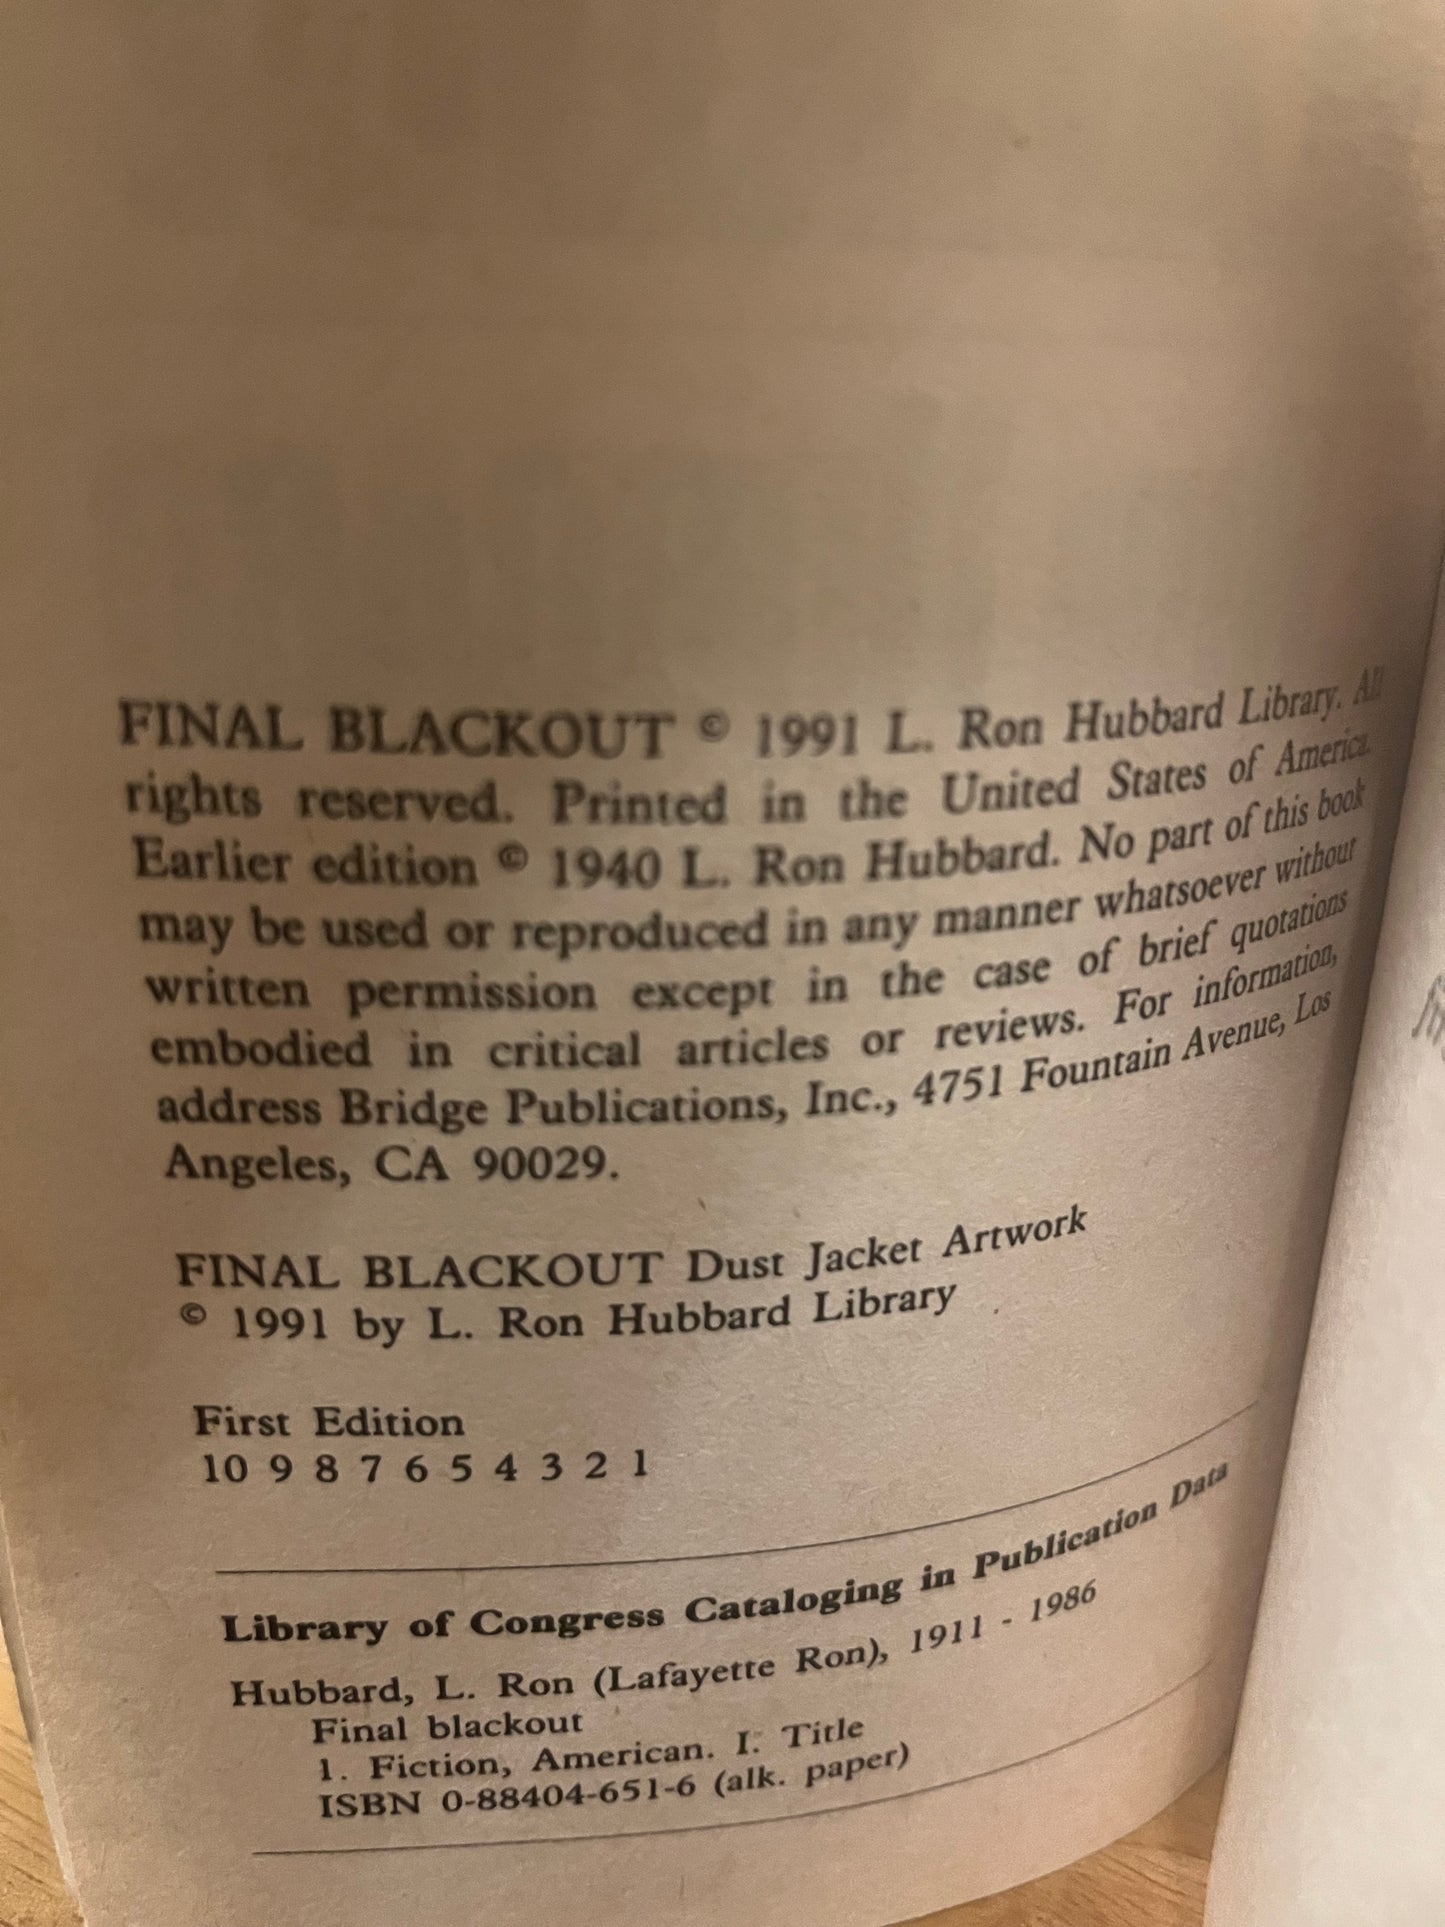 FINAL BLACKOUT © 1991 L. Ron Hubbard Library. All
rights reserved. Printed in the United States of America.
Earlier edition © 1940 L. Ron Hubbard. No part of this book
may be used or reproduced in any manner whatsoever without
written permission except in the case of brief quotations
embodied in critical articles or reviews. For information,
address Bridge Publications, Inc., 4751 Fountain Avenue, Los
Angeles, CA 90029.
FINAL BLACKOUT Dust Jacket Artwork
© 1991 by L. Ron Hubbard Library
First Edition
10 9 8 7 6 5 4 3 2 1
Library of Congress Cataloging in Publication Data
Hubbard, L. Ron (Lafayette Ron), 1911 - 1986
Final blackout
1. Fiction, American. I. Title
ISBN 0-88404-651-6 (alk. paper)